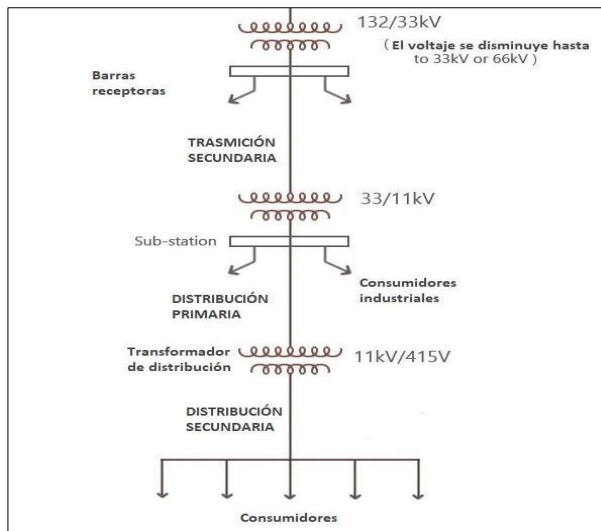 132/33kV
( El voltaje se disminuye hasta
to 33kV or 66kV )
Barras
receptoras
TRASMICIÓN
SECUNDARIA
33/11kV
Sub-station
Consumidores
industriales
DISTRIBUCIÓN
PRIMARIA
Transformador
de distribución
11kV/415V
DISTRIBUCIÓN
SECUNDARIA
Consumidores